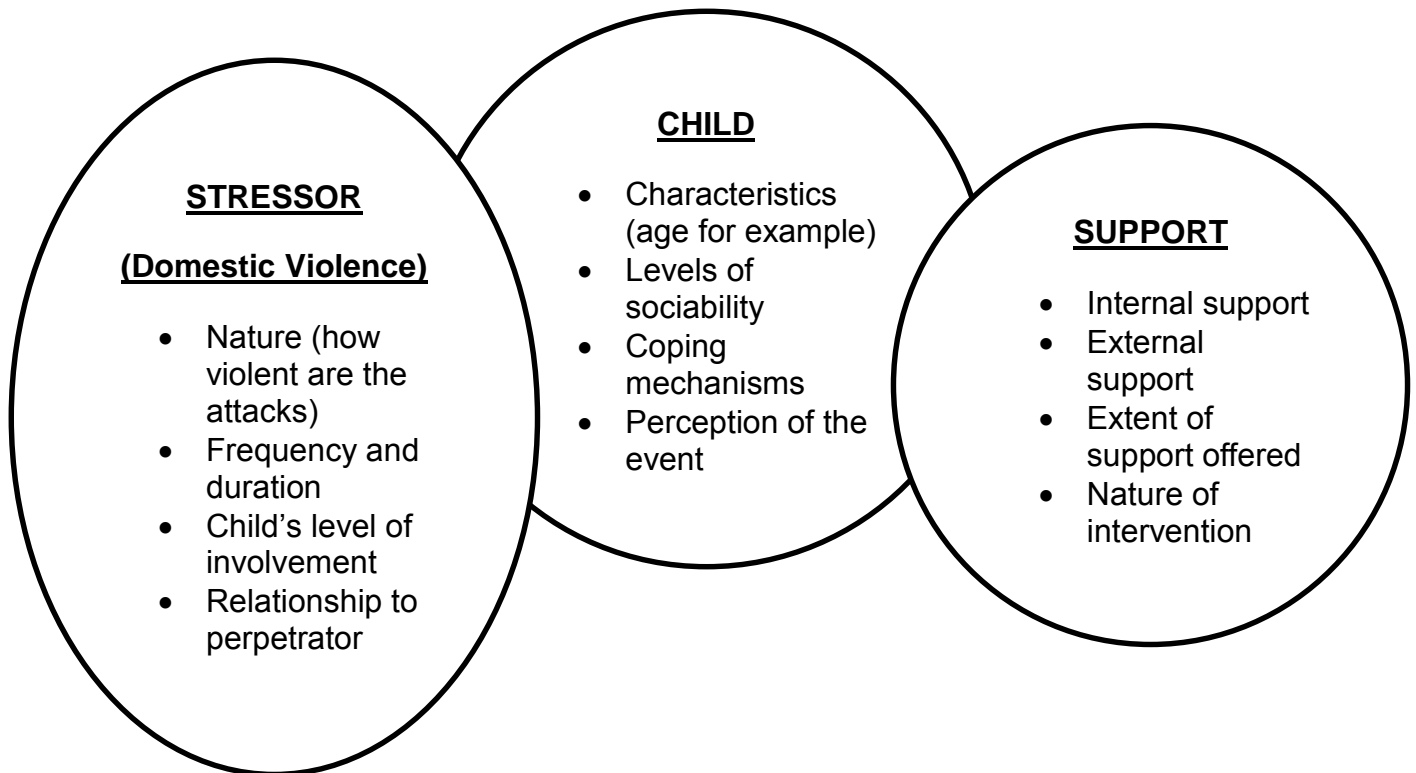 STRESSOR
(Domestic Violence)
• Nature (how
violent are the
attacks)
• Frequency and
duration
• Child’s level of
involvement
• Relationship to
perpetrator
CHILD
• Characteristics
(age for example)
• Levels of
sociability
• Coping
mechanisms
• Perception of the
event
SUPPORT
• Internal support
• External
support
• Extent of
support offered
• Nature of
intervention